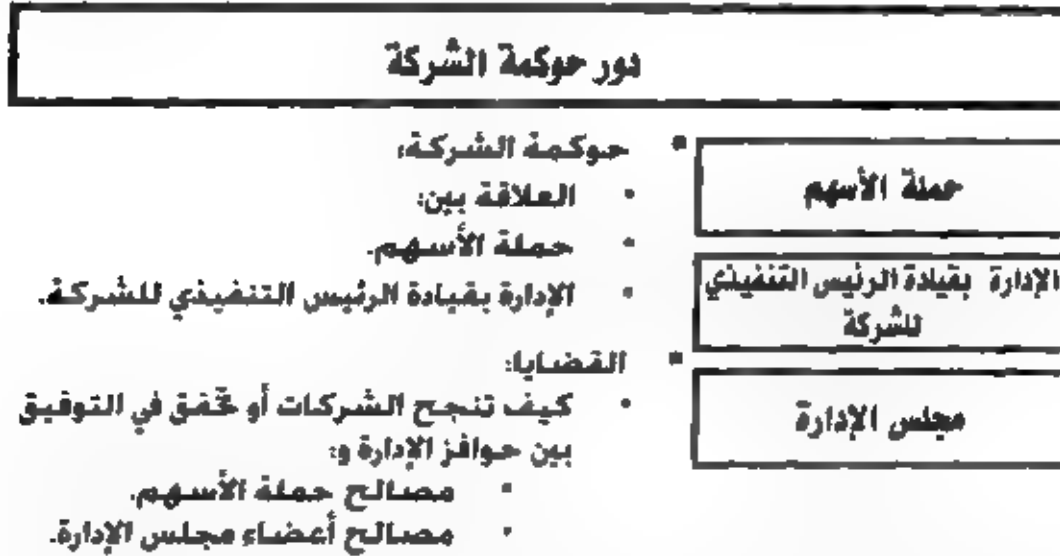 دور حوكمة الشركة
حملة الأسهم
الإدارة بقيادة الرئيس التنفيذي
للشركة
مجلس الإدارة
▪ حوكمة الشركة:
• العلاقة بين:
• حملة الأسهم.
• الإدارة بقيادة الرئيس التنفيذي للشركة.
▪ القضايا:
• كيف تنجح الشركات أو تخفق في التوفيق
بين حوافز الإدارة و:
• مصالح حملة الأسهم.
• مصالح أعضاء مجلس الإدارة.